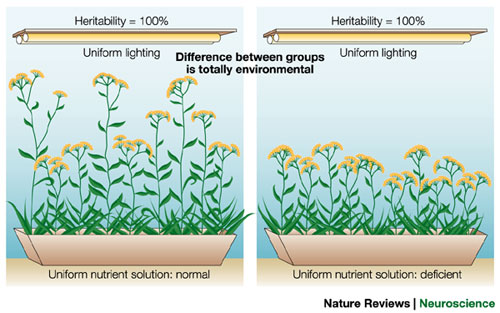 Heritability = 100%
Uniform lighting
Heritability = 100%
Uniform lighting
Difference between groups
is totally environmental
Uniform nutrient solution: normal
Uniform nutrient solution: deficient
Nature Reviews | Neuroscience